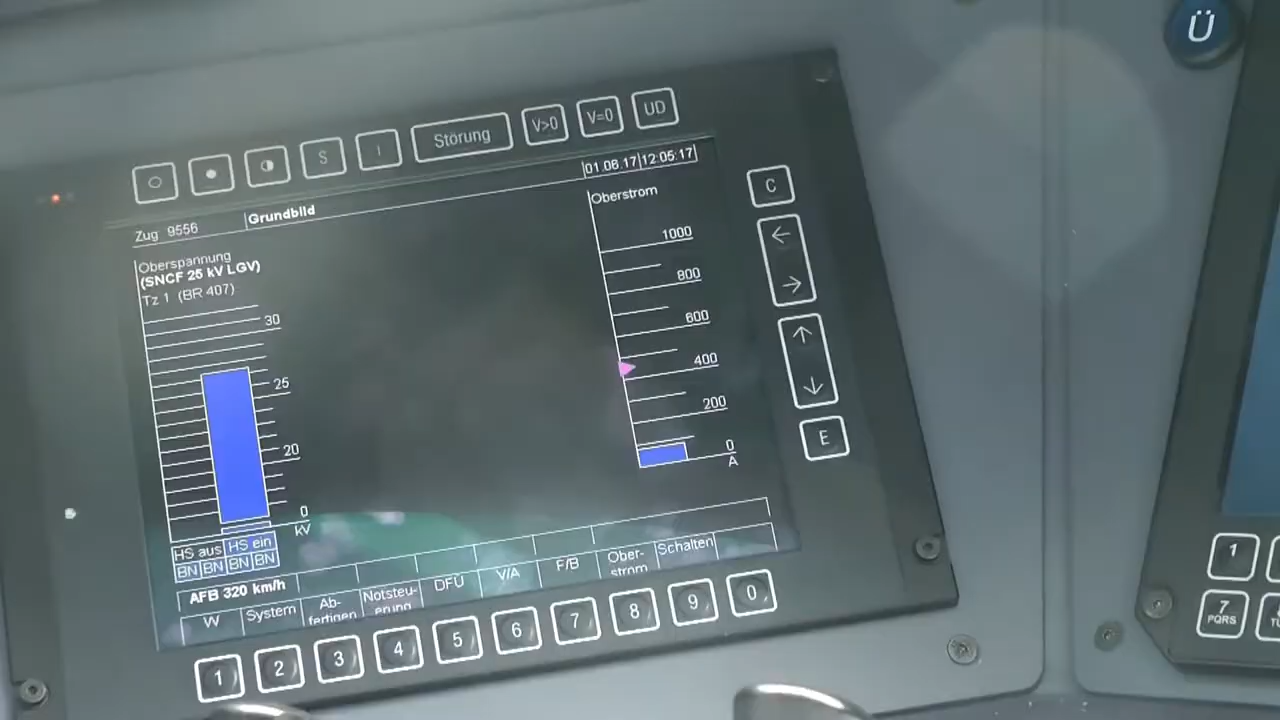 Ü
S I Störung V>0 V=0 UD
01.06.17 12:05:17
Zug 9556 Grundbild
C
Oberspannung
(SNCF 25 kV LGV)
Tz 1 (BR 407)
30
25
20
0
kV
Oberstrom
1000
800
600
400
200
0
A
E
HS aus HS ein
BN BN BN BN
AFB 320 km/h
W System Ab-
fertigen Notsteu-
erung DFÜ V/A F/B Ober-
strom Schalten
1 2 3 4 5 6 7 8 9 0
1
7
PQRS